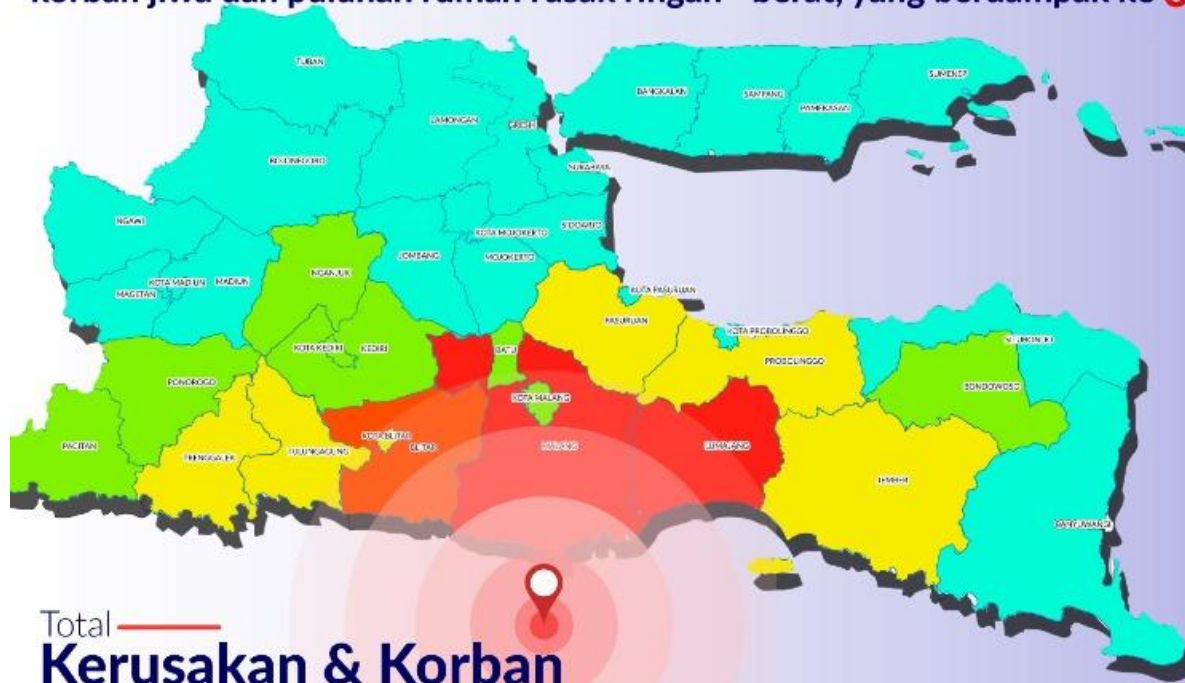 korban jiwa dan puluhan rumah rusak ringan - berat, yang berdampak ke
TUBAN
BANGKALAN
SAMPANG
PAMEKASAN
SUMENEP
LAMONGAN
GRESIK
BOJONEGORO
SURABAYA
NGAWI
KOTA MOJOKERTO
SIDOARJO
JOMBANG
MOJOKERTO
NGANJUK
KOTA MADIUN
MADIUN
MAGETAN
KOTA PASURUAN
PASURUAN
KOTA PROBOLINGGO
PROBOLINGGO
SITUBONDO
KOTA KEDIRI
KEDIRI
BATU
PONOROGO
BONDOWOSO
KOTA MALANG
PACITAN
TRENGGALEK
TULUNGAGUNG
KOTA BLITAR
BLITAR
MALANG
LUMAJANG
JEMBER
BANYUWANGI
Total
Kerusakan & Korban